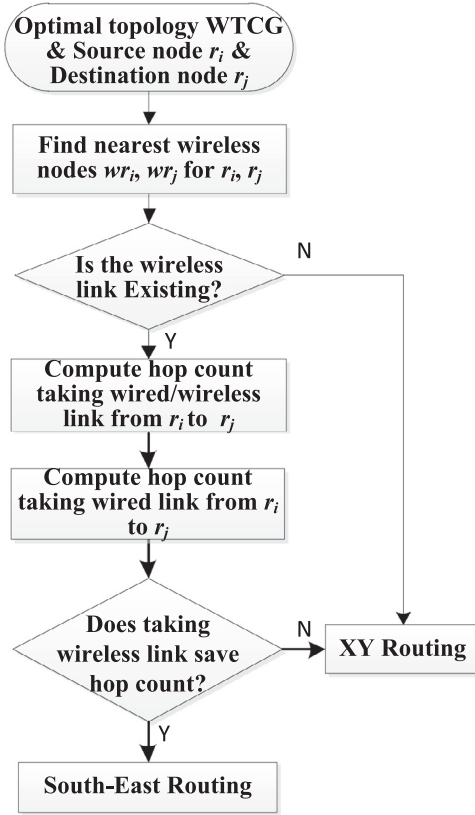 Optimal topology WTCG
& Source node ri &
Destination node rj
Find nearest wireless
nodes wri, wrj for ri, rj
Is the wireless
link Existing?
N
Y
Compute hop count
taking wired/wireless
link from ri to rj
Compute hop count
taking wired link from ri
to rj
Does taking
wireless link save
hop count?
N
XY Routing
Y
South-East Routing